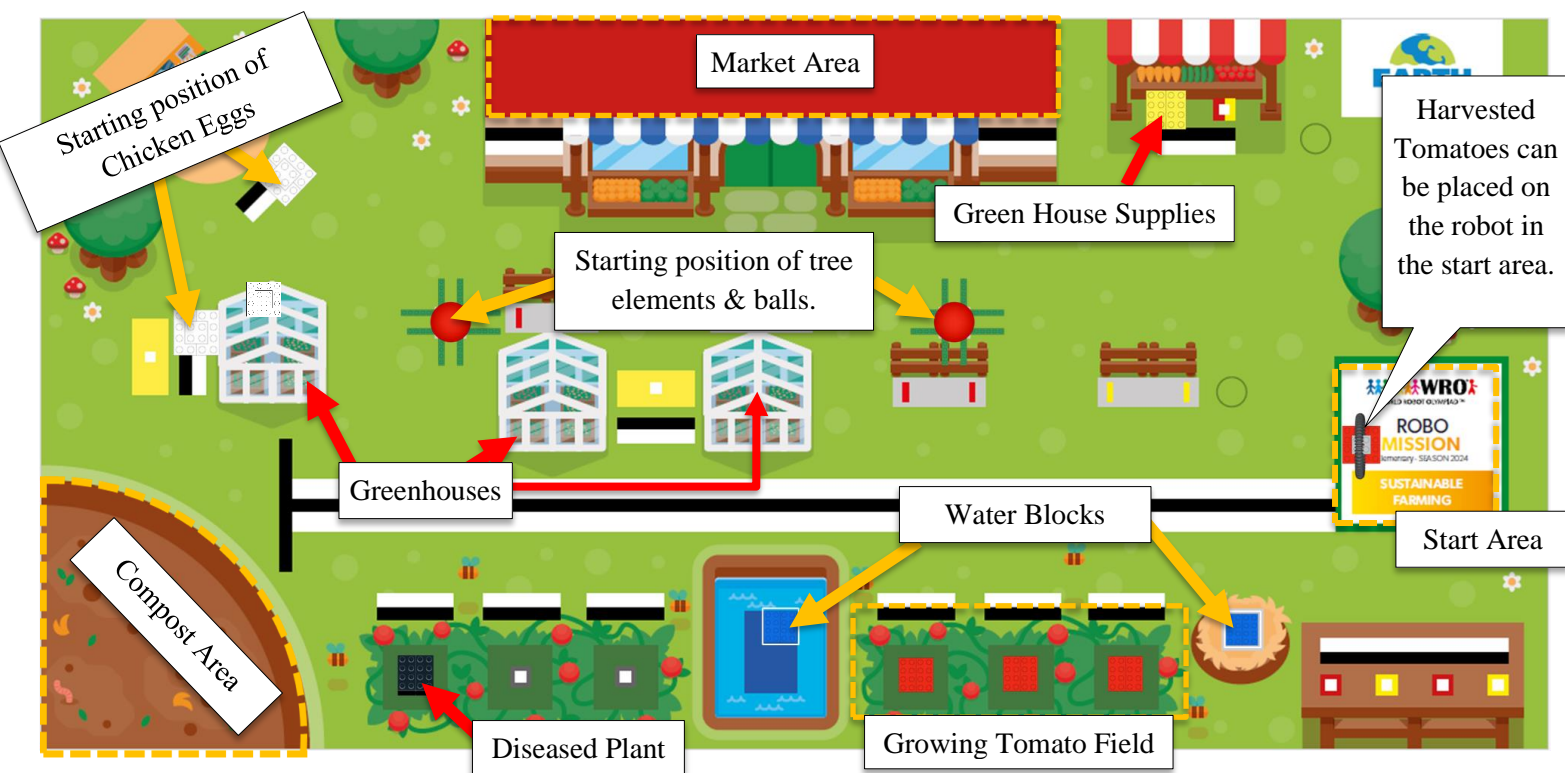 Starting position of
Chicken Eggs
Market Area
EARTH
Harvested
Tomatoes can
be placed on
the robot in
the start area.
Green House Supplies
Starting position of tree
elements & balls.
WRO
ROBO
MISSION
Elementary - SEASON 2024
SUSTAINABLE
FARMING
Greenhouses
Water Blocks
Start Area
Compost Area
Diseased Plant
Growing Tomato Field